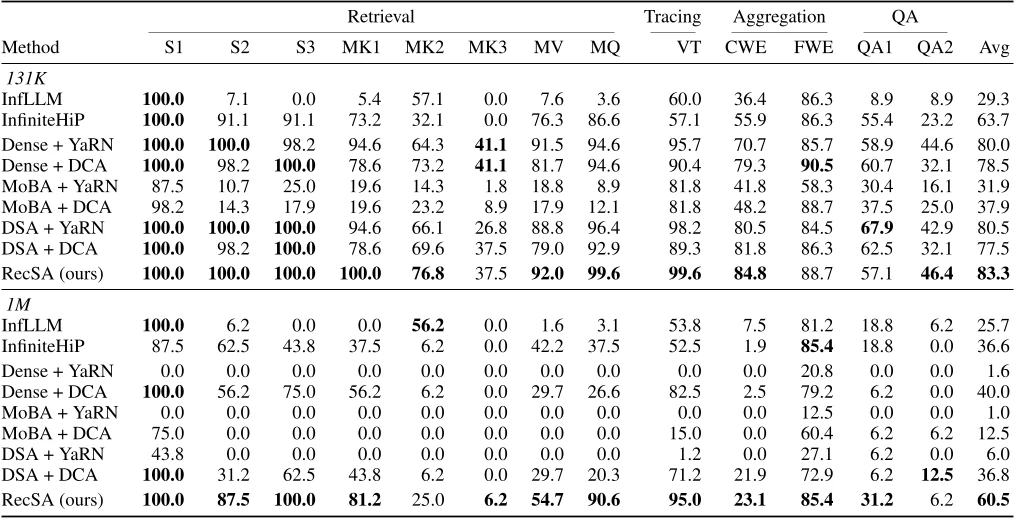 Retrieval Tracing Aggregation QA
Method S1 S2 S3 MK1 MK2 MK3 MV MQ VT CWE FWE QA1 QA2 Avg
131K
InfLLM 100.0 7.1 0.0 5.4 57.1 0.0 7.6 3.6 60.0 36.4 86.3 8.9 8.9 29.3
InfiniteHiP 100.0 91.1 91.1 73.2 32.1 0.0 76.3 86.6 57.1 55.9 86.3 55.4 23.2 63.7
Dense + YaRN 100.0 100.0 98.2 94.6 64.3 41.1 91.5 94.6 95.7 70.7 85.7 58.9 44.6 80.0
Dense + DCA 100.0 98.2 100.0 78.6 73.2 41.1 81.7 94.6 90.4 79.3 90.5 60.7 32.1 78.5
MoBA + YaRN 87.5 10.7 25.0 19.6 14.3 1.8 18.8 8.9 81.8 41.8 58.3 30.4 16.1 31.9
MoBA + DCA 98.2 14.3 17.9 19.6 23.2 8.9 17.9 12.1 81.8 48.2 88.7 37.5 25.0 37.9
DSA + YaRN 100.0 100.0 100.0 94.6 66.1 26.8 88.8 96.4 98.2 80.5 84.5 67.9 42.9 80.5
DSA + DCA 100.0 98.2 100.0 78.6 69.6 37.5 79.0 92.9 89.3 81.8 86.3 62.5 32.1 77.5
RecSA (ours) 100.0 100.0 100.0 100.0 76.8 37.5 92.0 99.6 99.6 84.8 88.7 57.1 46.4 83.3
1M
InfLLM 100.0 6.2 0.0 0.0 56.2 0.0 1.6 3.1 53.8 7.5 81.2 18.8 6.2 25.7
InfiniteHiP 87.5 62.5 43.8 37.5 6.2 0.0 42.2 37.5 52.5 1.9 85.4 18.8 0.0 36.6
Dense + YaRN 0.0 0.0 0.0 0.0 0.0 0.0 0.0 0.0 0.0 0.0 20.8 0.0 0.0 1.6
Dense + DCA 100.0 56.2 75.0 56.2 6.2 0.0 29.7 26.6 82.5 2.5 79.2 6.2 0.0 40.0
MoBA + YaRN 0.0 0.0 0.0 0.0 0.0 0.0 0.0 0.0 0.0 0.0 12.5 0.0 0.0 1.0
MoBA + DCA 75.0 0.0 0.0 0.0 0.0 0.0 0.0 0.0 15.0 0.0 60.4 6.2 6.2 12.5
DSA + YaRN 43.8 0.0 0.0 0.0 0.0 0.0 0.0 0.0 1.2 0.0 27.1 6.2 0.0 6.0
DSA + DCA 100.0 31.2 62.5 43.8 6.2 0.0 29.7 20.3 71.2 21.9 72.9 6.2 12.5 36.8
RecSA (ours) 100.0 87.5 100.0 81.2 25.0 6.2 54.7 90.6 95.0 23.1 85.4 31.2 6.2 60.5